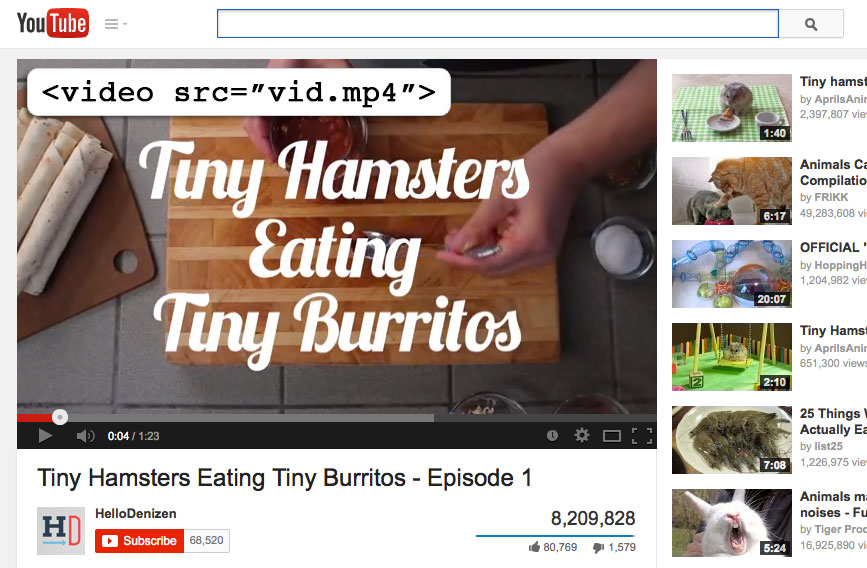 YouTube
<video src=”vid.mp4”>
Tiny Hamsters
Eating
Tiny Burritos
0:04 / 1:23
Tiny Hamsters Eating Tiny Burritos - Episode 1
HelloDenizen
HD
Subscribe 68,520
8,209,828
80,769 1,579
1:40
Tiny hamst
by AprilsAni
2,397,807 vie
6:17
Animals Ca
Compilatio
by FRIKK
49,283,608 vi
20:07
OFFICIAL '
by HoppingH
1,204,982 vie
2
2:10
Tiny Hamst
by AprilsAni
651,300 views
7:08
25 Things W
Actually Ea
by list25
1,226,975 vie
5:24
Animals ma
noises - Fu
by Tiger Proc
16,925,890 vi